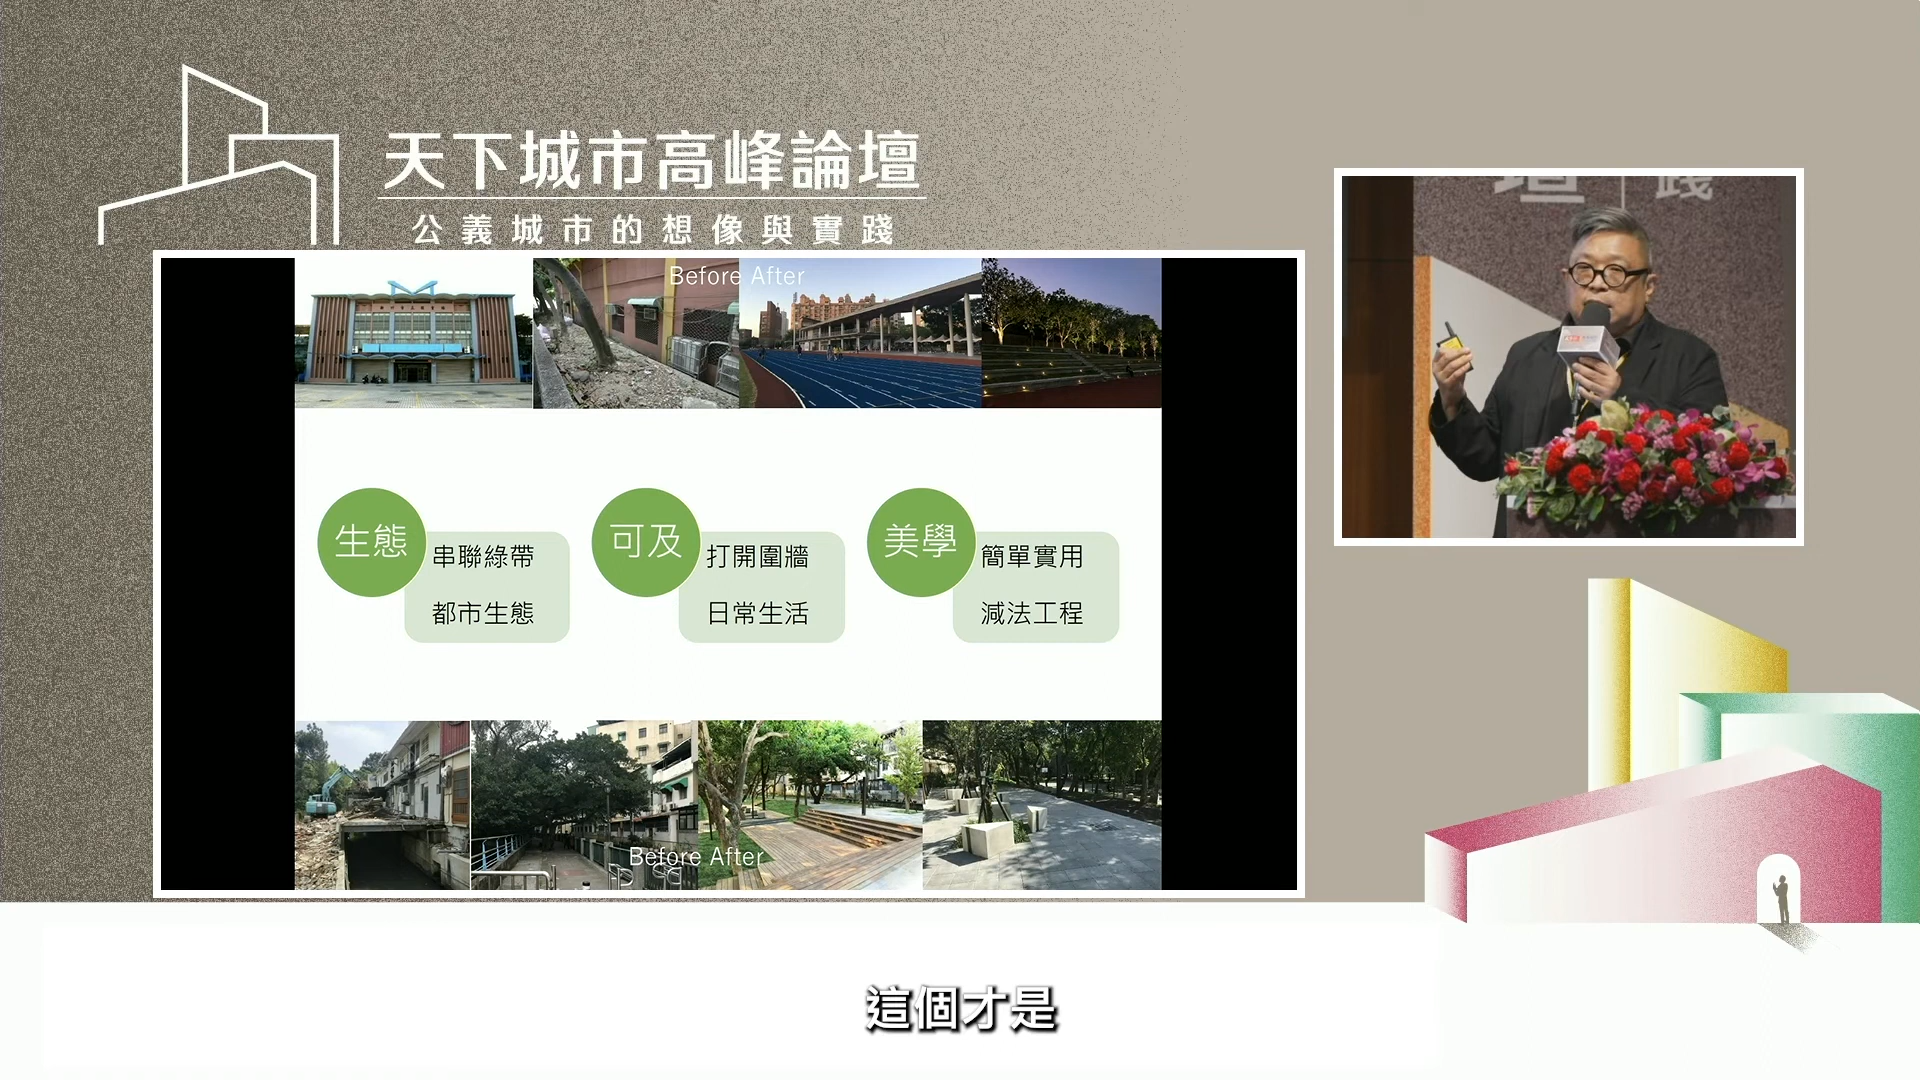 天下城市高峰論壇
公義城市的想像與實踐
壇
踐
Before After
生態
串聯綠帶
都市生態
可及
打開圍牆
日常生活
美學
簡單實用
減法工程
Before After
這個才是